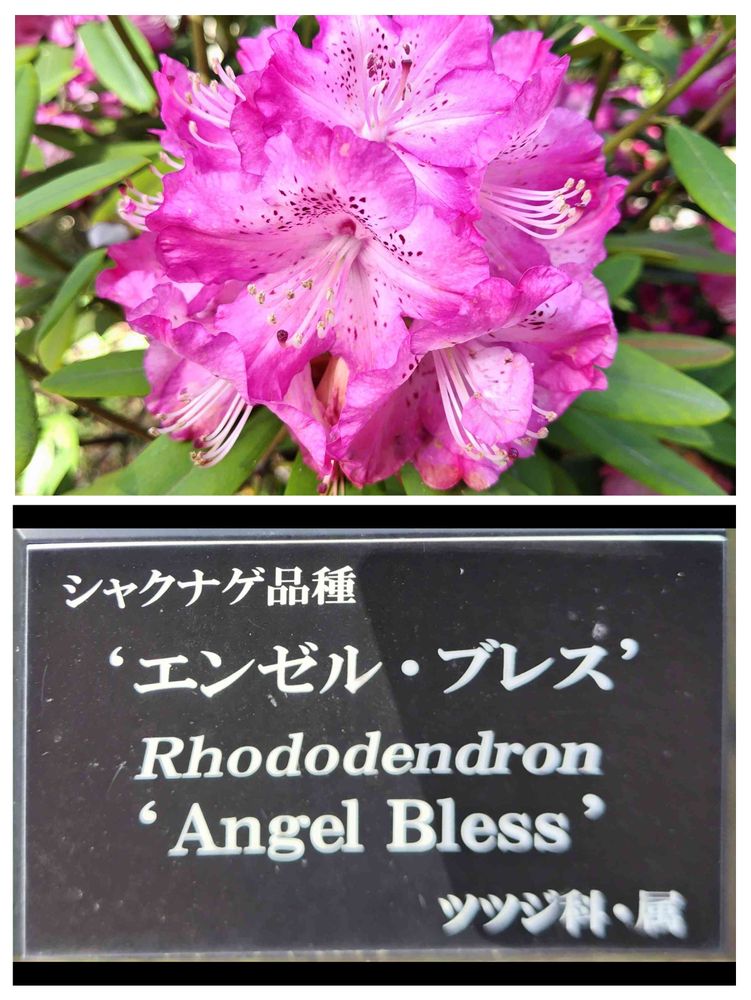 シャクナゲ品種
‘エンゼル・ブレス’
Rhododendron
‘Angel Bless’
ツツジ科・属